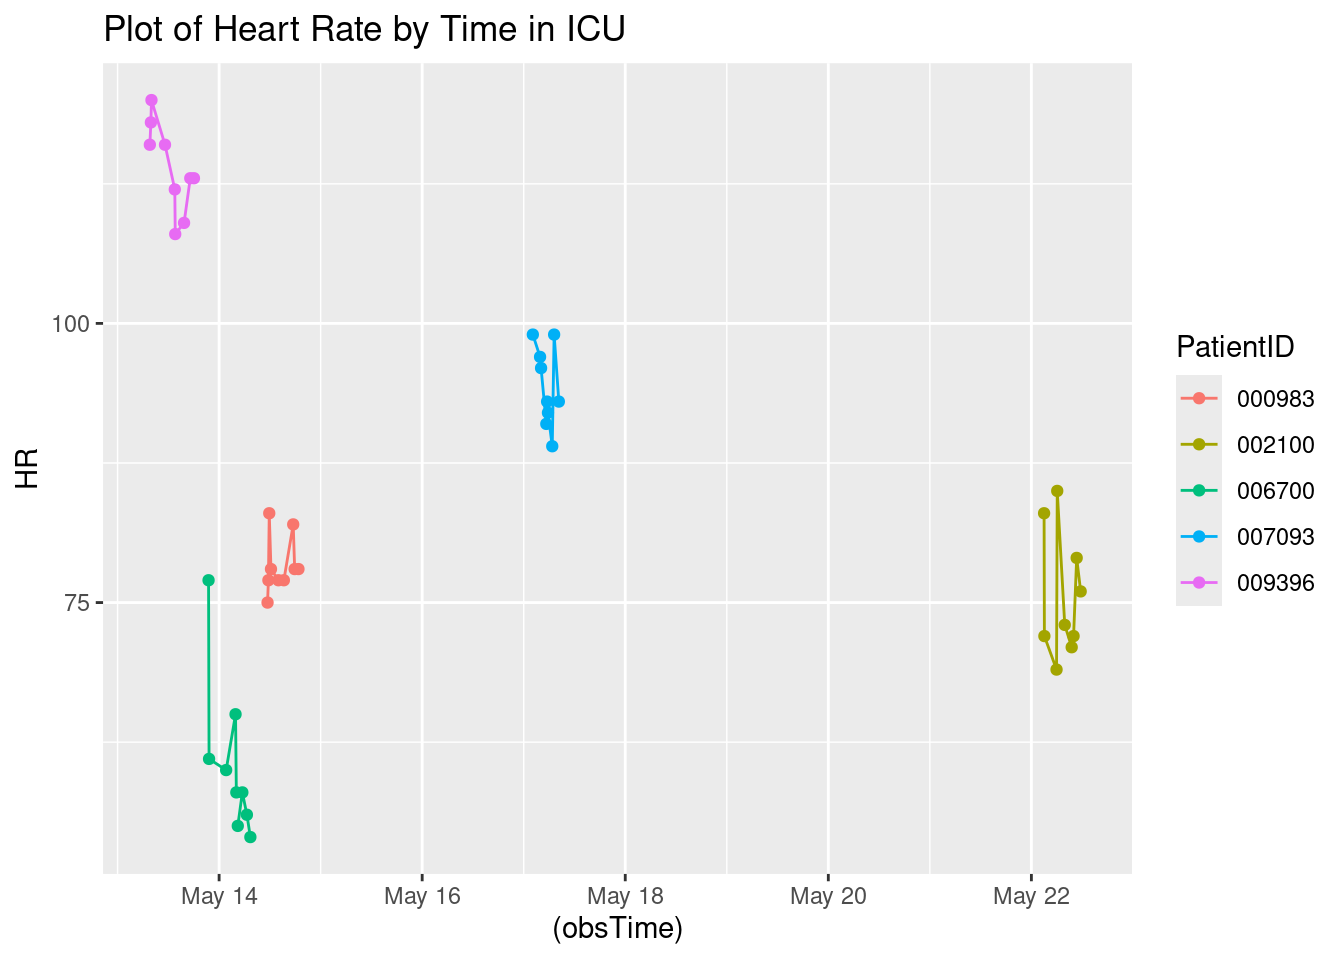 Plot of Heart Rate by Time in ICU
HR
100
75
May 14
May 16
May 18
May 20
May 22
(obsTime)
PatientID
000983
002100
006700
007093
009396